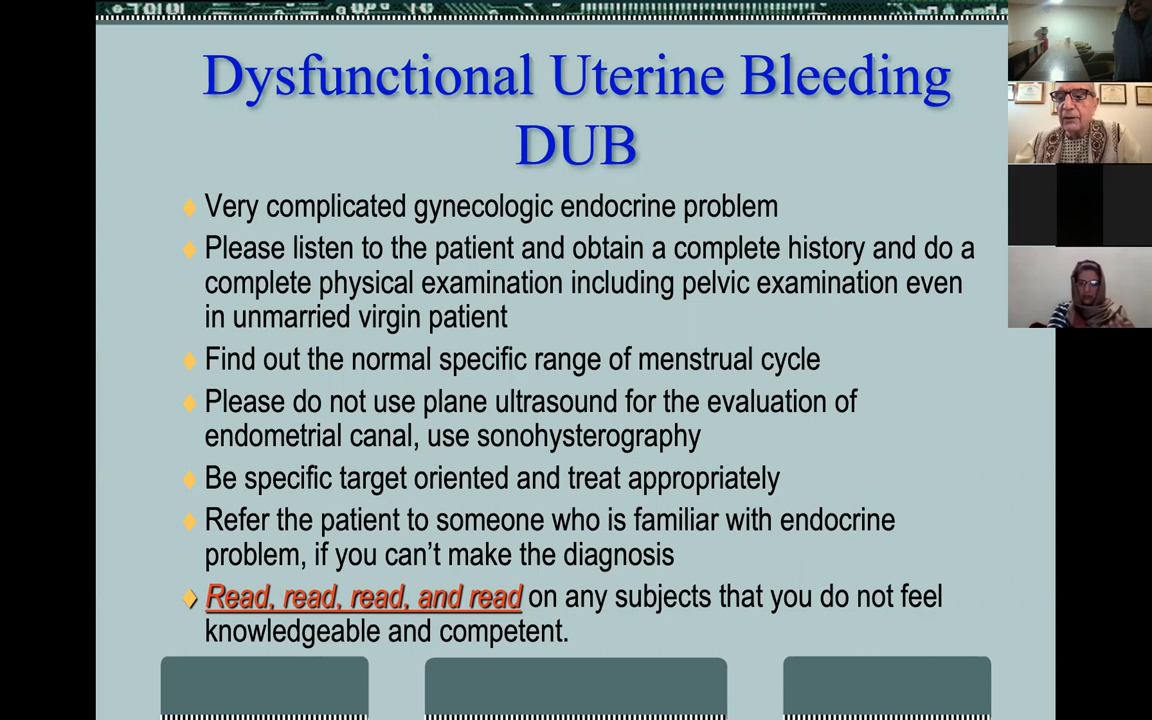 Dysfunctional Uterine Bleeding
DUB
Very complicated gynecologic endocrine problem
Please listen to the patient and obtain a complete history and do a
complete physical examination including pelvic examination even
in unmarried virgin patient
Find out the normal specific range of menstrual cycle
Please do not use plane ultrasound for the evaluation of
endometrial canal, use sonohysterography
Be specific target oriented and treat appropriately
Refer the patient to someone who is familiar with endocrine
problem, if you can't make the diagnosis
Read, read, read, and read on any subjects that you do not feel
knowledgeable and competent.